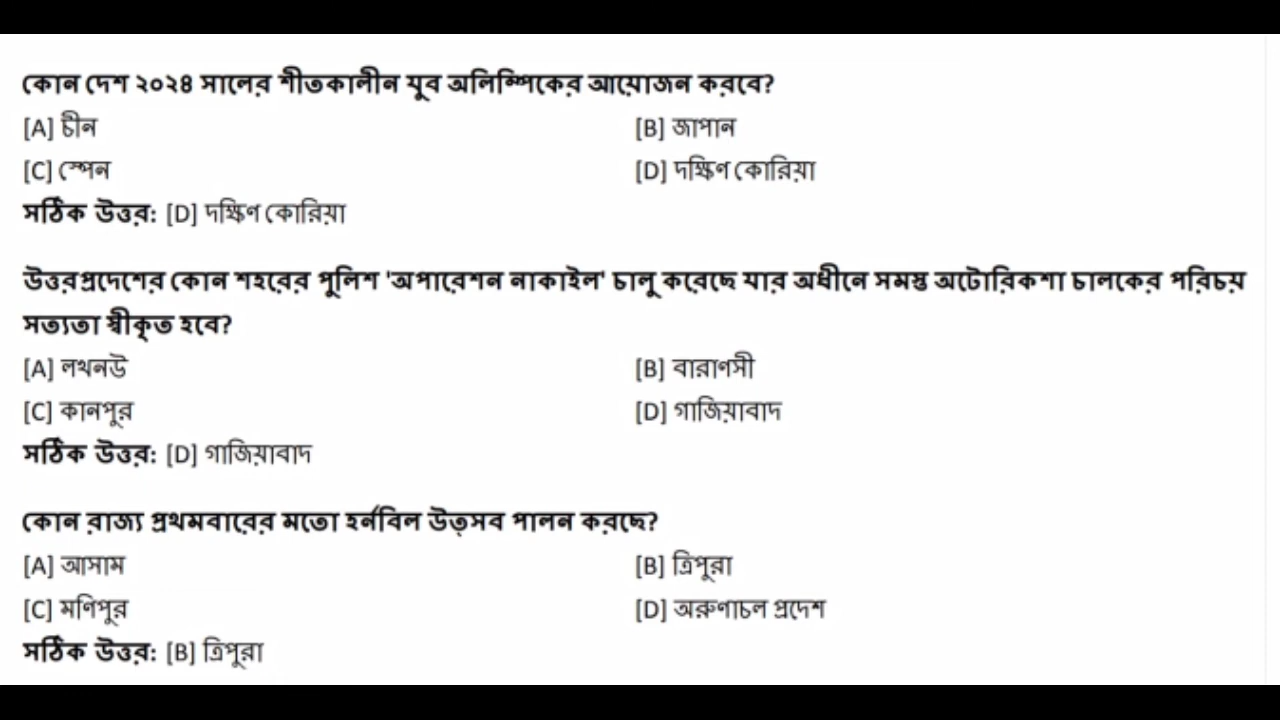 কোন দেশ ২০২৪ সালের শীতকালীন যুব অলিম্পিকের আয়োজন করবে?
[A] চীন [B] জাপান
[C] স্পেন [D] দক্ষিণ কোরিয়া
সঠিক উত্তর: [D] দক্ষিণ কোরিয়া
উত্তরপ্রদেশের কোন শহরের পুলিশ 'অপারেশন নাকাইল' চালু করেছে যার অধীনে সমস্ত অটোরিকশা চালকের পরিচয়
সত্যতা স্বীকৃত হবে?
[A] লখনউ [B] বারাণসী
[C] কানপুর [D] গাজিয়াবাদ
সঠিক উত্তর: [D] গাজিয়াবাদ
কোন রাজ্য প্রথমবারের মতো হর্নবিল উত্সব পালন করছে?
[A] আসাম [B] ত্রিপুরা
[C] মণিপুর [D] অরুণাচল প্রদেশ
সঠিক উত্তর: [B] ত্রিপুরা